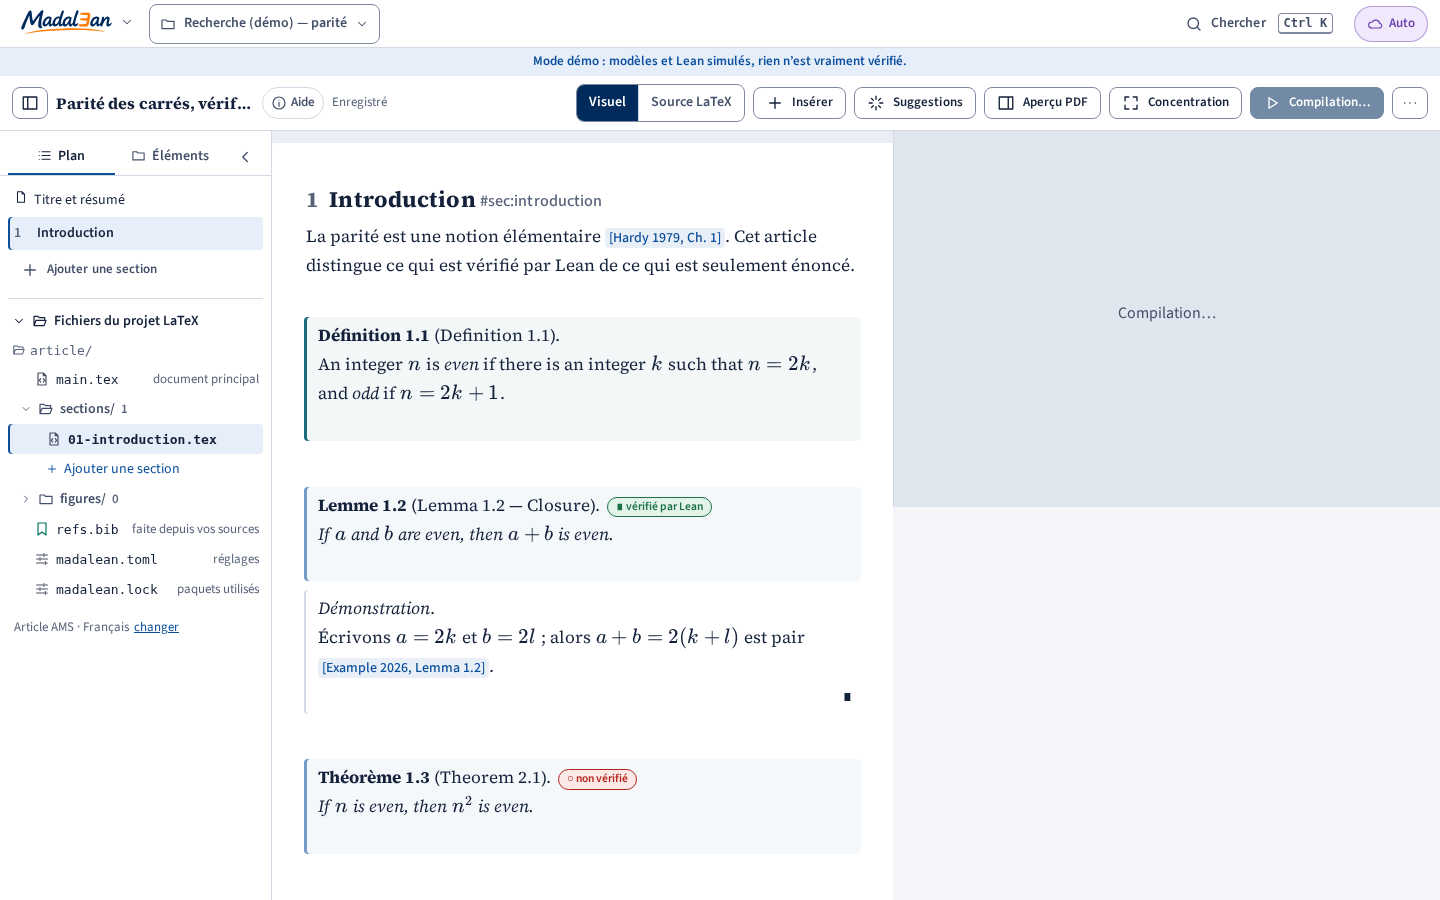 Madal3an
Recherche (démo) — parité
Chercher
Ctrl K
Auto
Mode démo : modèles et Lean simulés, rien n’est vraiment vérifié.
Parité des carrés, vérif…
Aide
Enregistré
Visuel
Source LaTeX
Insérer
Suggestions
Aperçu PDF
Concentration
Compilation…
Plan
Éléments
Titre et résumé
1 Introduction
Ajouter une section
Fichiers du projet LaTeX
article/
main.tex document principal
sections/ 1
01-introduction.tex
Ajouter une section
figures/ 0
refs.bib faite depuis vos sources
madalean.toml réglages
madalean.lock paquets utilisés
Article AMS · Français changer
1 Introduction #sec:introduction
La parité est une notion élémentaire [Hardy 1979, Ch. 1]. Cet article
distingue ce qui est vérifié par Lean de ce qui est seulement énoncé.
Définition 1.1 (Definition 1.1).
An integer n is even if there is an integer k such that n = 2k,
and odd if n = 2k + 1.
Lemme 1.2 (Lemma 1.2 — Closure). ∎ vérifié par Lean
If a and b are even, then a + b is even.
Démonstration.
Écrivons a = 2k et b = 2l ; alors a + b = 2(k + l) est pair
[Example 2026, Lemma 1.2].
∎
Théorème 1.3 (Theorem 2.1). ○ non vérifié
If n is even, then n² is even.
Compilation…